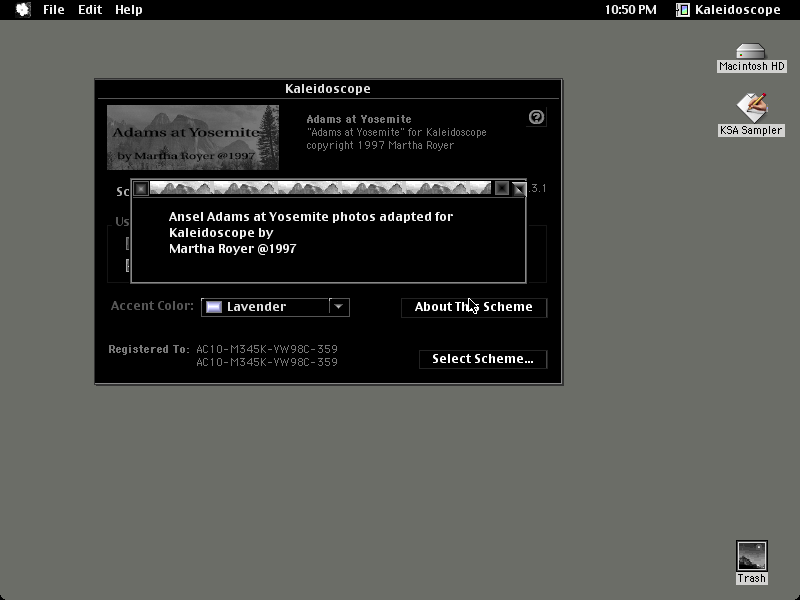 File Edit Help
10:50 PM Kaleidoscope
Macintosh HD
KSA Sampler
Kaleidoscope
Adams at Yosemite
by Martha Royer @1997
Adams at Yosemite
"Adams at Yosemite" for Kaleidoscope
copyright 1997 Martha Royer
Sc
.3.1
Us
Ansel Adams at Yosemite photos adapted for
Kaleidoscope by
Martha Royer @1997
Accent Color: Lavender
About This Scheme
Registered To: AC10-M345K-VW98C-359
AC10-M345K-VW98C-359
Select Scheme...
Trash